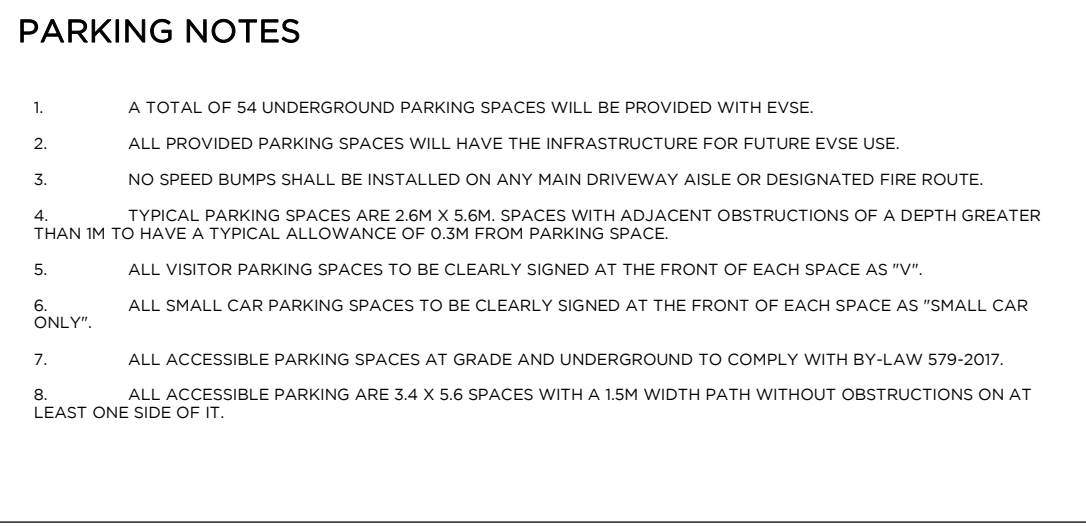 PARKING NOTES
1. A TOTAL OF 54 UNDERGROUND PARKING SPACES WILL BE PROVIDED WITH EVSE.
2. ALL PROVIDED PARKING SPACES WILL HAVE THE INFRASTRUCTURE FOR FUTURE EVSE USE.
3. NO SPEED BUMPS SHALL BE INSTALLED ON ANY MAIN DRIVEWAY AISLE OR DESIGNATED FIRE ROUTE.
4. TYPICAL PARKING SPACES ARE 2.6M X 5.6M. SPACES WITH ADJACENT OBSTRUCTIONS OF A DEPTH GREATER
THAN 1M TO HAVE A TYPICAL ALLOWANCE OF 0.3M FROM PARKING SPACE.
5. ALL VISITOR PARKING SPACES TO BE CLEARLY SIGNED AT THE FRONT OF EACH SPACE AS "V".
6. ALL SMALL CAR PARKING SPACES TO BE CLEARLY SIGNED AT THE FRONT OF EACH SPACE AS "SMALL CAR
ONLY".
7. ALL ACCESSIBLE PARKING SPACES AT GRADE AND UNDERGROUND TO COMPLY WITH BY-LAW 579-2017.
8. ALL ACCESSIBLE PARKING ARE 3.4 X 5.6 SPACES WITH A 1.5M WIDTH PATH WITHOUT OBSTRUCTIONS ON AT
LEAST ONE SIDE OF IT.